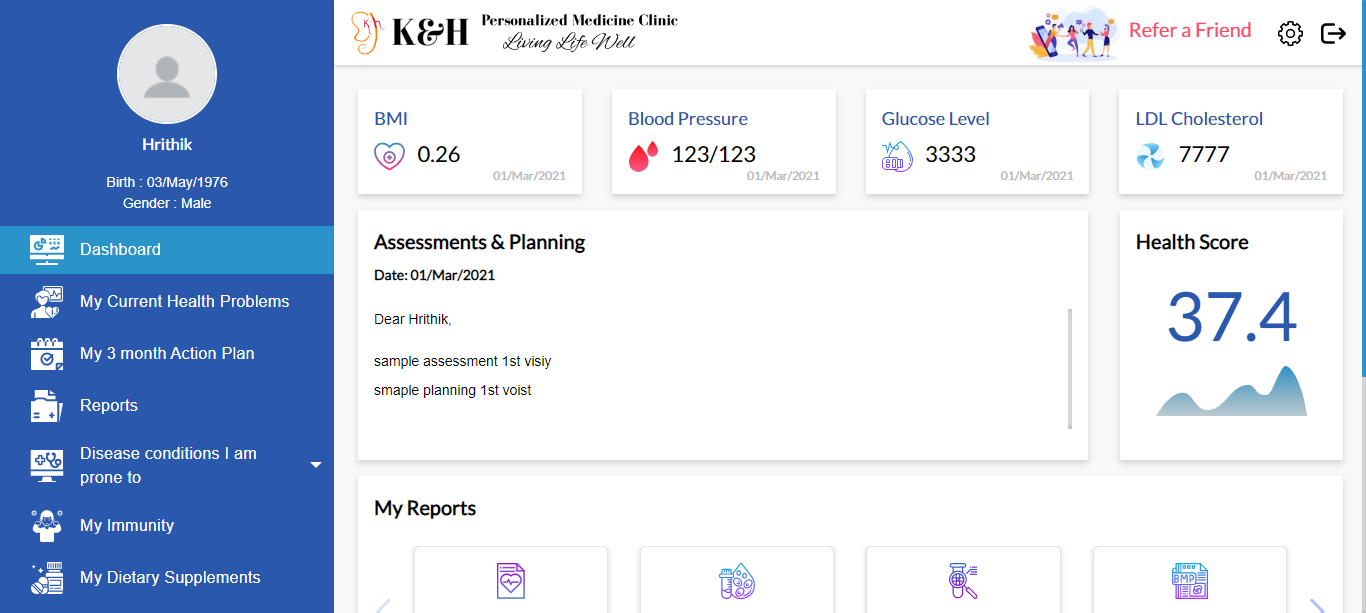 Hrithik
Birth : 03/May/1976
Gender : Male
Dashboard
My Current Health Problems
My 3 month Action Plan
Reports
Disease conditions I am
prone to
My Immunity
My Dietary Supplements
K&H
Personalized Medicine Clinic
Living Life Well
Refer a Friend
BMI
0.26
01/Mar/2021
Blood Pressure
123/123
01/Mar/2021
Glucose Level
3333
01/Mar/2021
LDL Cholesterol
7777
01/Mar/2021
Assessments & Planning
Date: 01/Mar/2021
Dear Hrithik,
sample assessment 1st visiy
smaple planning 1st voist
Health Score
37.4
My Reports
BMP